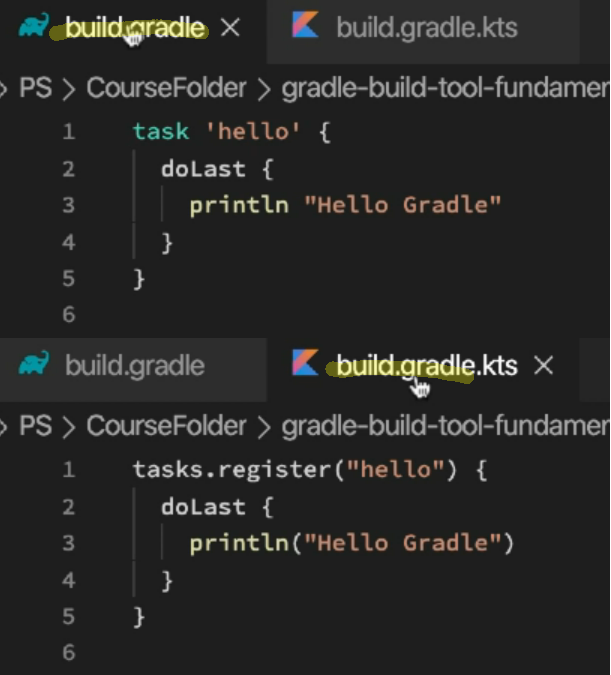 build.gradle build.gradle.kts
PS > CourseFolder > gradle-build-tool-fundamer
1 task 'hello' {
2 doLast {
3 println "Hello Gradle"
4 }
5 }
6
build.gradle build.gradle.kts
PS > CourseFolder > gradle-build-tool-fundamer
1 tasks.register("hello") {
2 doLast {
3 println("Hello Gradle")
4 }
5 }
6